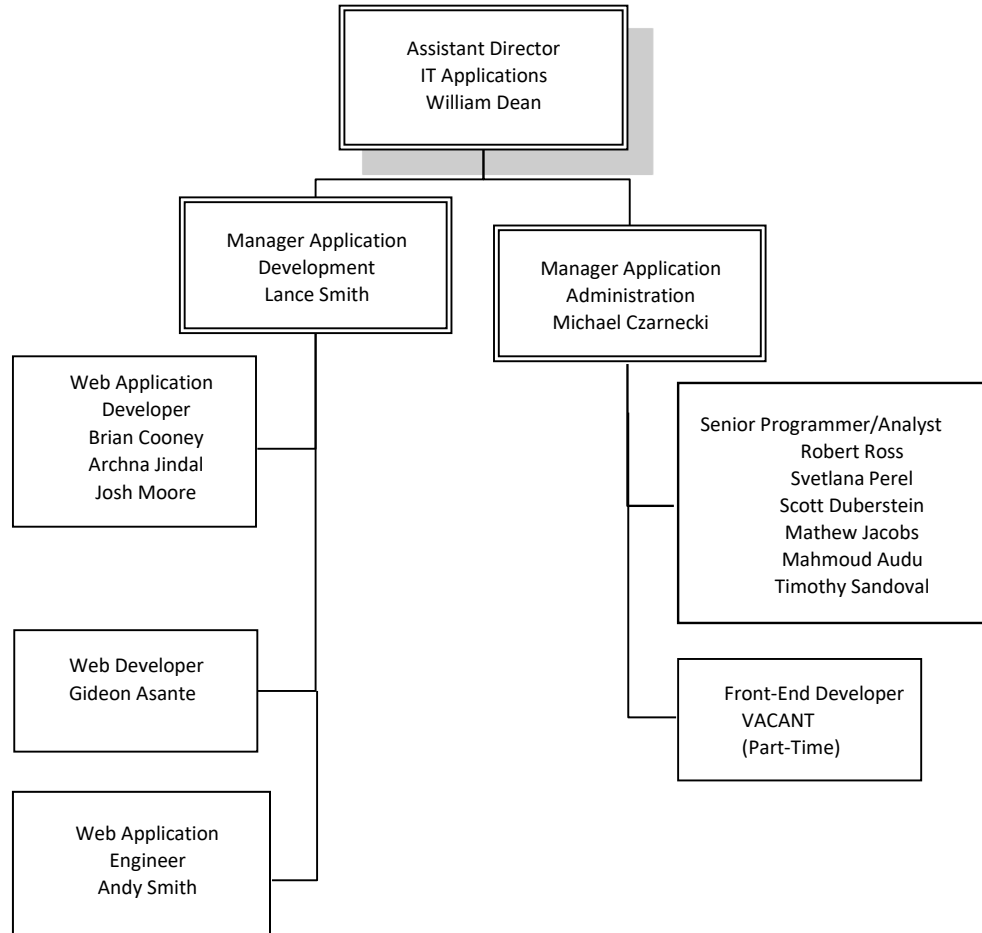 Assistant Director
IT Applications
William Dean
Manager Application
Development
Lance Smith
Manager Application
Administration
Michael Czarnecki
Web Application
Developer
Brian Cooney
Archna Jindal
Josh Moore
Senior Programmer/Analyst
Robert Ross
Svetlana Perel
Scott Duberstein
Mathew Jacobs
Mahmoud Audu
Timothy Sandoval
Web Developer
Gideon Asante
Front-End Developer
VACANT
(Part-Time)
Web Application
Engineer
Andy Smith